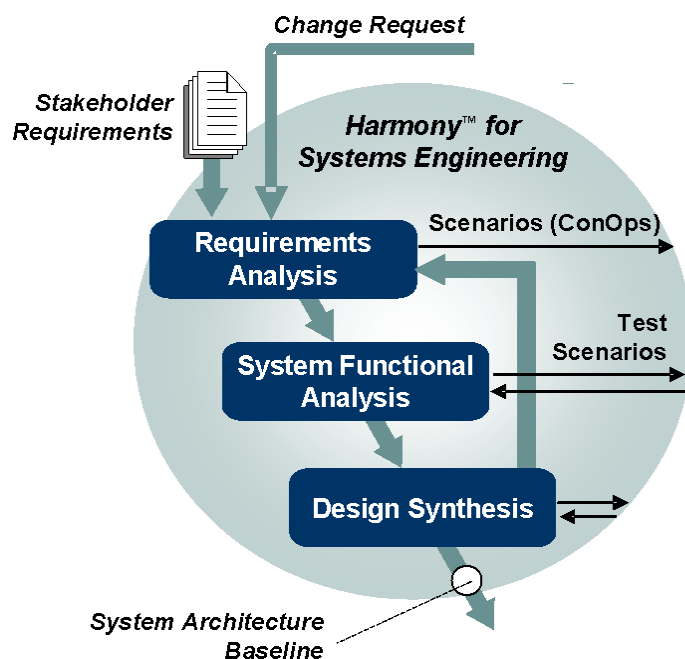 Change Request
Stakeholder
Requirements
Harmony™ for
Systems Engineering
Requirements
Analysis
Scenarios (ConOps)
Test
Scenarios
System Functional
Analysis
Design Synthesis
System Architecture
Baseline